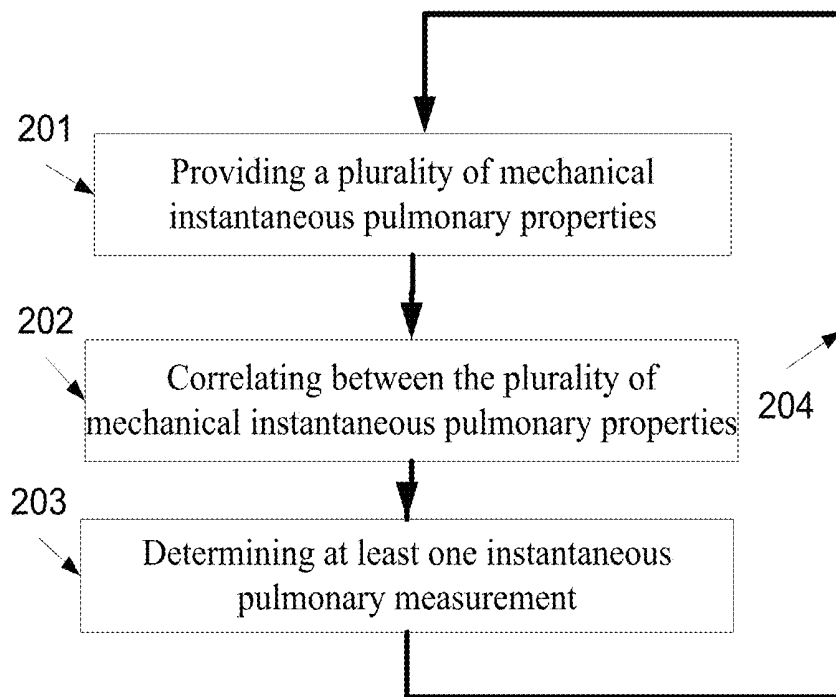 201
Providing a plurality of mechanical
instantaneous pulmonary properties
202
Correlating between the plurality of
mechanical instantaneous pulmonary properties
204
203
Determining at least one instantaneous
pulmonary measurement